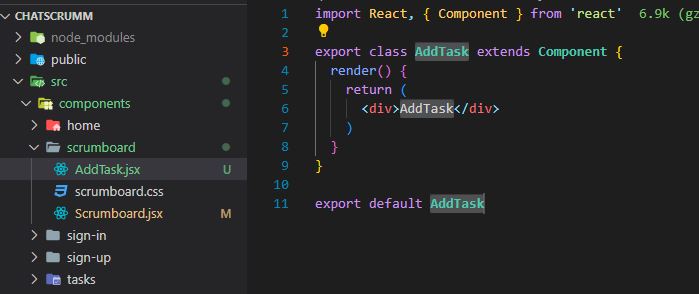 CHATSCRUMM
node_modules
public
src
components
home
scrumboard
AddTask.jsx U
scrumboard.css
Scrumboard.jsx M
sign-in
sign-up
tasks
1 import React, { Component } from 'react' 6.9k (gz
2
3 export class AddTask extends Component {
4 render() {
5 return (
6 <div>AddTask</div>
7 )
8 }
9 }
10
11 export default AddTask